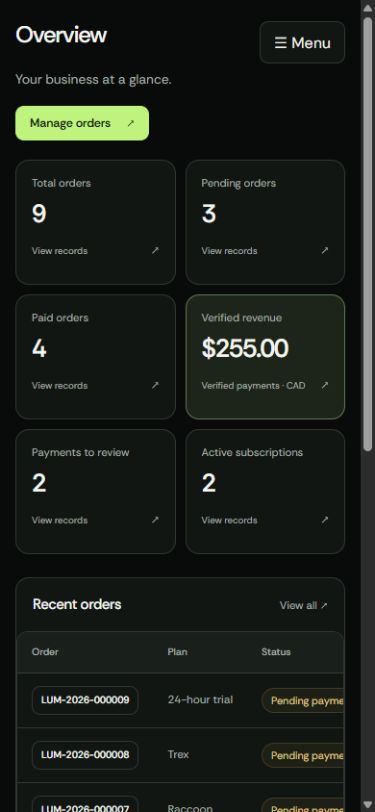 Overview
☰ Menu
Your business at a glance.
Manage orders ↗
Total orders
9
View records ↗
Pending orders
3
View records ↗
Paid orders
4
View records ↗
Verified revenue
$255.00
Verified payments · CAD ↗
Payments to review
2
View records ↗
Active subscriptions
2
View records ↗
Recent orders
View all ↗
Order Plan Status
LUM-2026-000009 24-hour trial Pending payme
LUM-2026-000008 Trex Pending payme
LUM-2026-000007 Raccoon Pending payme